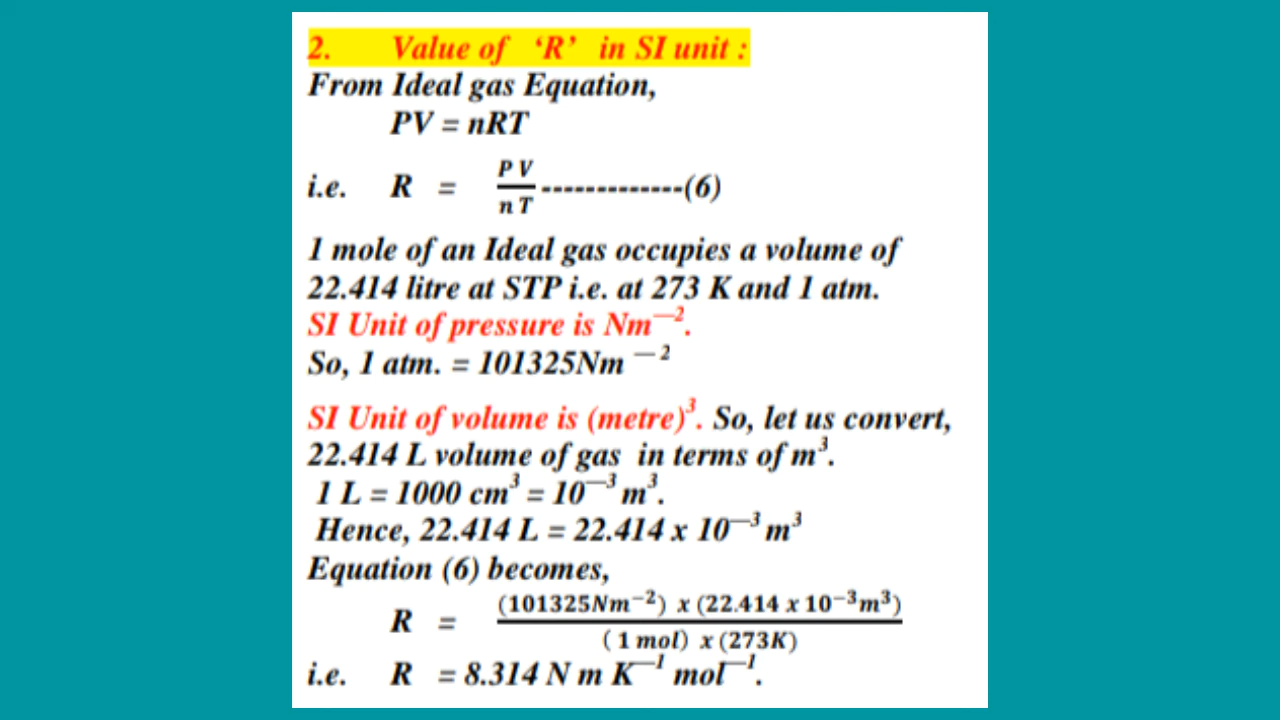 2. Value of ‘R’ in SI unit :
From Ideal gas Equation,
PV = nRT
i.e. R = P V / n T -------------(6)
1 mole of an Ideal gas occupies a volume of
22.414 litre at STP i.e. at 273 K and 1 atm.
SI Unit of pressure is Nm⁻².
So, 1 atm. = 101325Nm ⁻²
SI Unit of volume is (metre)³. So, let us convert,
22.414 L volume of gas in terms of m³.
1 L = 1000 cm³ = 10⁻³ m³.
Hence, 22.414 L = 22.414 x 10⁻³ m³
Equation (6) becomes,
R = (101325Nm⁻²) x (22.414 x 10⁻³m³) / ( 1 mol) x (273K)
i.e. R = 8.314 N m K⁻¹ mol⁻¹.